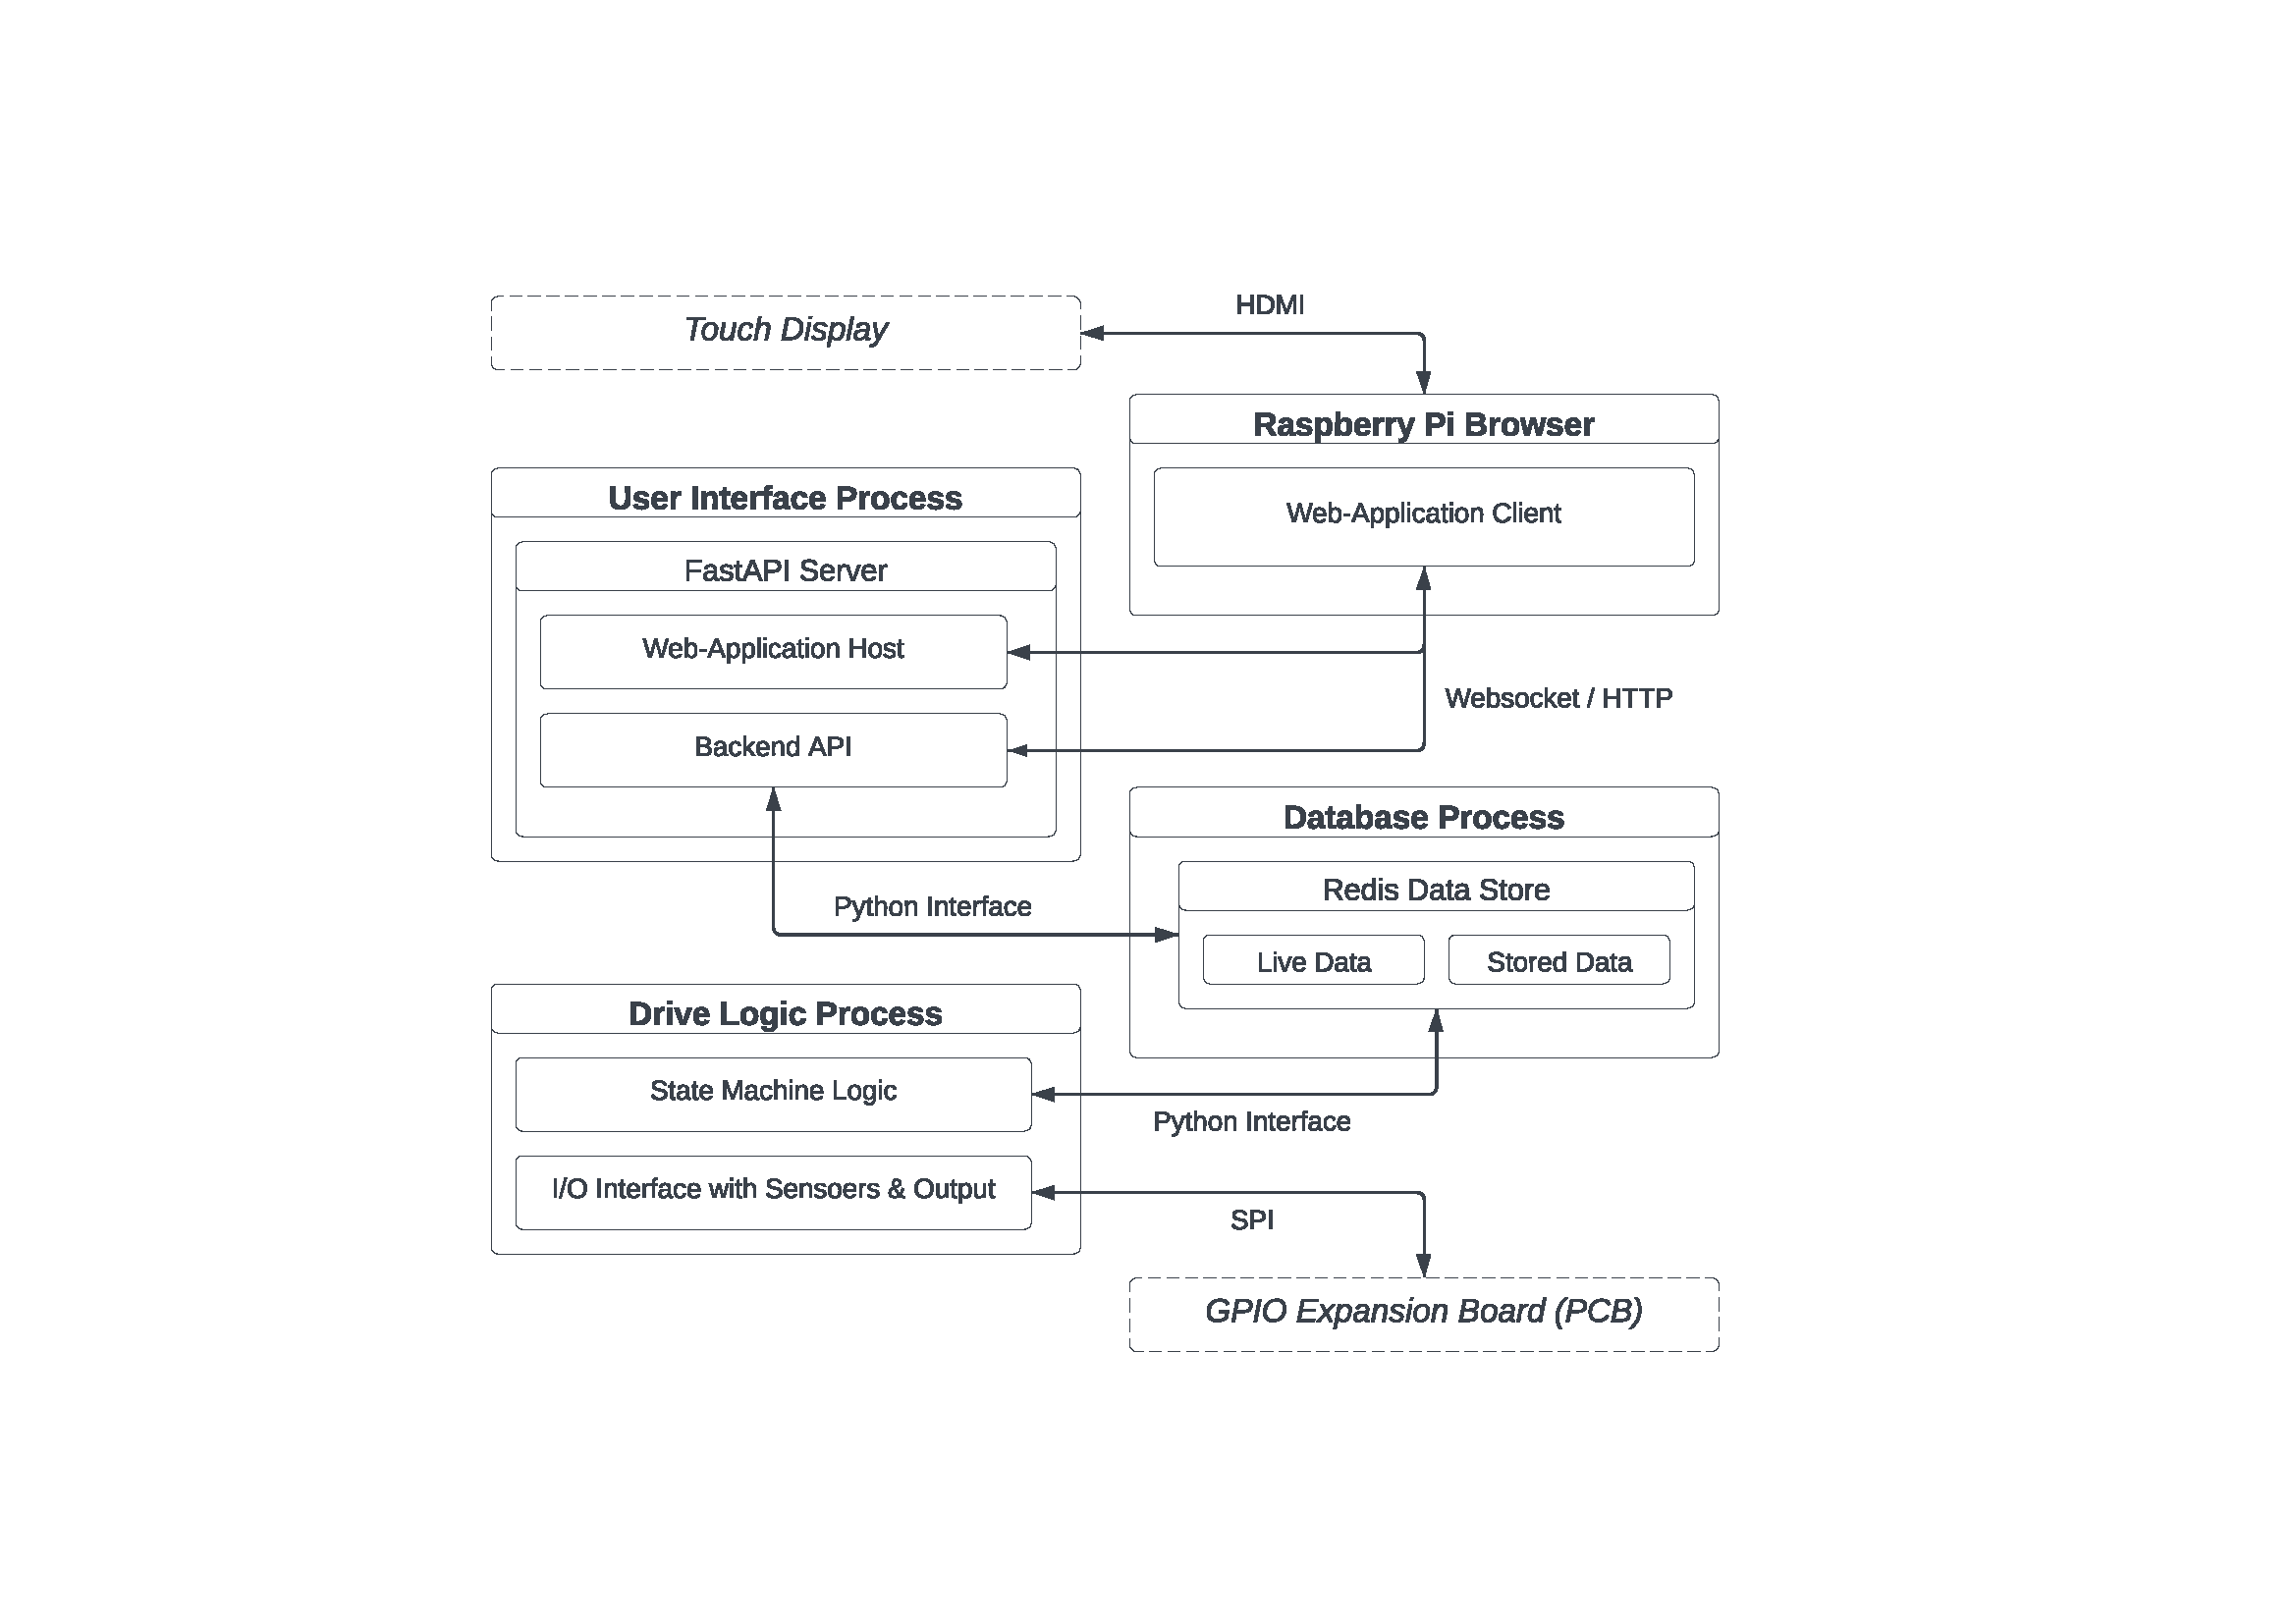 HDMI
Touch Display
Raspberry Pi Browser
Web-Application Client
User Interface Process
FastAPI Server
Web-Application Host
Websocket / HTTP
Backend API
Database Process
Redis Data Store
Python Interface
Live Data
Stored Data
Drive Logic Process
State Machine Logic
Python Interface
I/O Interface with Sensoers & Output
SPI
GPIO Expansion Board (PCB)